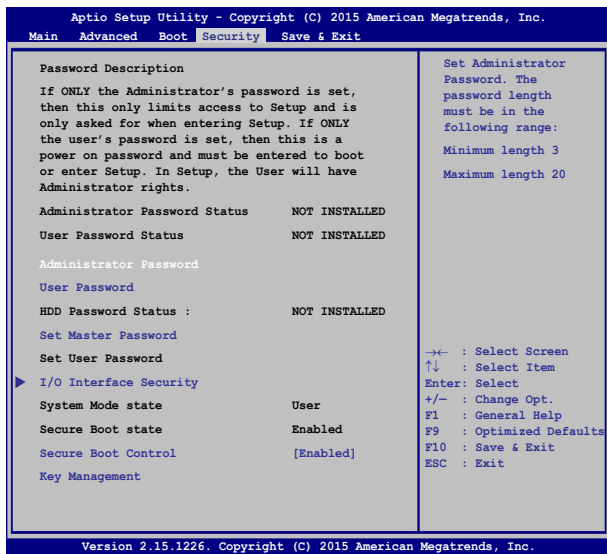 Aptio Setup Utility - Copyright (C) 2015 American Megatrends, Inc.
Main Advanced Boot Security Save & Exit
Password Description
If ONLY the Administrator's password is set,
then this only limits access to Setup and is
only asked for when entering Setup. If ONLY
the user's password is set, then this is a
power on password and must be entered to boot
or enter Setup. In Setup, the User will have
Administrator rights.
Administrator Password Status NOT INSTALLED
User Password Status NOT INSTALLED
Administrator Password
User Password
HDD Password Status : NOT INSTALLED
Set Master Password
Set User Password
I/O Interface Security
System Mode state User
Secure Boot state Enabled
Secure Boot Control [Enabled]
Key Management
Set Administrator
Password. The
password length
must be in the
following range:
Minimum length 3
Maximum length 20
→← : Select Screen
↑↓ : Select Item
Enter: Select
+/— : Change Opt.
F1 : General Help
F9 : Optimized Defaults
F10 : Save & Exit
ESC : Exit
Version 2.15.1226. Copyright (C) 2015 American Megatrends, Inc.